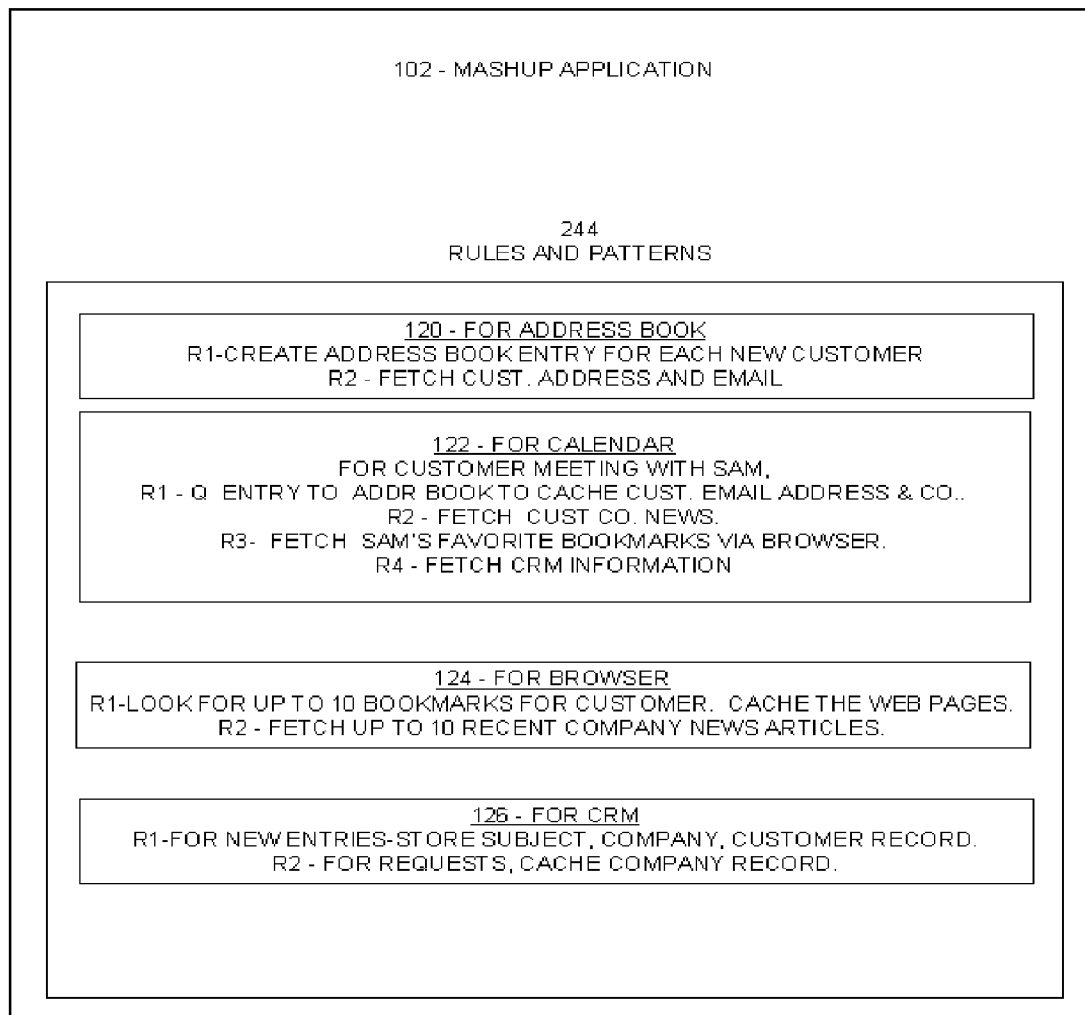 102 - MASHUP APPLICATION
244
RULES AND PATTERNS
120 - FOR ADDRESS BOOK
R1-CREATE ADDRESS BOOK ENTRY FOR EACH NEW CUSTOMER
R2 - FETCH CUST. ADDRESS AND EMAIL
122 - FOR CALENDAR
FOR CUSTOMER MEETING WITH SAM,
R1 - Q ENTRY TO ADDR BOOK TO CACHE CUST. EMAIL ADDRESS & CO..
R2 - FETCH CUST CO. NEWS.
R3- FETCH SAM'S FAVORITE BOOKMARKS VIA BROWSER.
R4 - FETCH CRM INFORMATION
124 - FOR BROWSER
R1-LOOK FOR UP TO 10 BOOKMARKS FOR CUSTOMER. CACHE THE WEB PAGES.
R2 - FETCH UP TO 10 RECENT COMPANY NEWS ARTICLES.
126 - FOR CRM
R1-FOR NEW ENTRIES-STORE SUBJECT, COMPANY, CUSTOMER RECORD.
R2 - FOR REQUESTS, CACHE COMPANY RECORD.